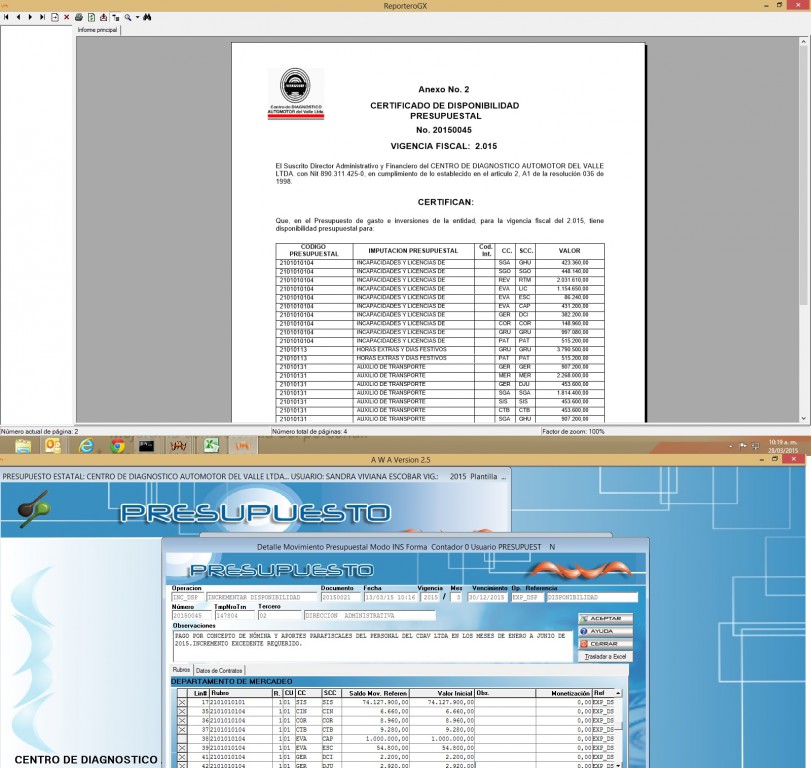 ReporteroGX
Informe principal
Centro de DIAGNOSTICO
AUTOMOTOR del Valle Ltda.
Anexo No. 2
CERTIFICADO DE DISPONIBILIDAD
PRESUPUESTAL
No. 20150045
VIGENCIA FISCAL: 2.015
El Suscrito Director Administrativo y Financiero del CENTRO DE DIAGNOSTICO AUTOMOTOR DEL VALLE
LTDA. con Nit 890.311.425-0, en cumplimiento de lo establecido en el articulo 2, A1 de la resolución 036 de
1998.
CERTIFICAN:
Que, en el Presupuesto de gasto e inversiones de la entidad, para la vigencia fiscal del 2.015, tiene
disponibilidad presupuestal para:
CODIGO PRESUPUESTAL IMPUTACION PRESUPUESTAL Cod. Int. CC. SCC. VALOR
2101010104 INCAPACIDADES Y LICENCIAS DE SGA GHU 423.360,00
2101010104 INCAPACIDADES Y LICENCIAS DE SGO SGO 448.140,00
2101010104 INCAPACIDADES Y LICENCIAS DE REV RTM 2.031.610,00
2101010104 INCAPACIDADES Y LICENCIAS DE EVA LIC 1.154.650,00
2101010104 INCAPACIDADES Y LICENCIAS DE EVA ESC 86.240,00
2101010104 INCAPACIDADES Y LICENCIAS DE EVA CAP 431.200,00
2101010104 INCAPACIDADES Y LICENCIAS DE GER DCI 382.200,00
2101010104 INCAPACIDADES Y LICENCIAS DE COR COR 148.960,00
2101010104 INCAPACIDADES Y LICENCIAS DE GRU GRU 997.080,00
2101010104 INCAPACIDADES Y LICENCIAS DE PAT PAT 515.200,00
21010113 HORAS EXTRAS Y DIAS FESTIVOS GRU GRU 3.790.500,00
21010113 HORAS EXTRAS Y DIAS FESTIVOS PAT PAT 515.200,00
21010131 AUXILIO DE TRANSPORTE GER GER 907.200,00
21010131 AUXILIO DE TRANSPORTE MER MER 2.268.000,00
21010131 AUXILIO DE TRANSPORTE GER DJU 453.600,00
21010131 AUXILIO DE TRANSPORTE SGA SGA 1.814.400,00
21010131 AUXILIO DE TRANSPORTE SIS SIS 453.600,00
21010131 AUXILIO DE TRANSPORTE CTB CTB 453.600,00
21010131 AUXILIO DE TRANSPORTE SGA GHU 907.200,00
Número actual de página: 2 Número total de páginas: 4 Factor de zoom: 100%
10:19 a. m.
28/03/2015
A W A Version 2.5
PRESUPUESTO ESTATAL: CENTRO DE DIAGNOSTICO AUTOMOTOR DEL VALLE LTDA... USUARIO: SANDRA VIVIANA ESCOBAR VIG.: 2015 Plantilla ...
PRESUPUESTO
Detalle Movimiento Presupuestal Modo INS Forma Contador 0 Usuario PRESUPUEST N
PRESUPUESTO
Operacion Documento Fecha Vigencia Mes Vencimiento Op. Referencia
INC_DSP INCREMENTAR DISPONIBILIDAD 20150021 13/03/15 10:16 2015 / 3 30/12/2015 EXP_DSP DISPONIBILIDAD
Número TmpNroTrn Tercero
20150045 147804 02 DIRECCION ADMINISTRATIVA
ACEPTAR
Observaciones
AYUDA
PAGO POR CONCEPTO DE NÓMINA Y APORTES PARAFISCALES DEL PERSONAL DEL CDAV LTDA EN LOS MESES DE ENERO A JUNIO DE
2015.INCREMENTO EXCEDENTE REQUERIDO.
CERRAR
Trasladar a Excel
Rubros Datos de Contratos
DEPARTAMENTO DE MERCADEO
Lin# Rubro R. CU CC SCC Saldo Mov. Referen Valor Inicial Obs. Monetización Ref
17 2101010101 1 01 SIS SIS 74.127.900,00 74.127.900,00 0,00 EXP_DS
35 2101010104 1 01 CIN CIN 6.660,00 6.660,00 0,00 EXP_DS
36 2101010104 1 01 COR COR 8.960,00 8.960,00 0,00 EXP_DS
37 2101010104 1 01 CTB CTB 9.280,00 9.280,00 0,00 EXP_DS
38 2101010104 1 01 EVA CAP 1.000.000,00 1.000.000,00 0,00 EXP_DS
39 2101010104 1 01 EVA ESC 54.800,00 54.800,00 0,00 EXP_DS
41 2101010104 1 01 GER DCI 2.200,00 2.200,00 0,00 EXP_DS
42 2101010104 1 01 GER DJU 2.920,00 2.920,00 0,00 EXP_DS
CENTRO DE DIAGNOSTICO